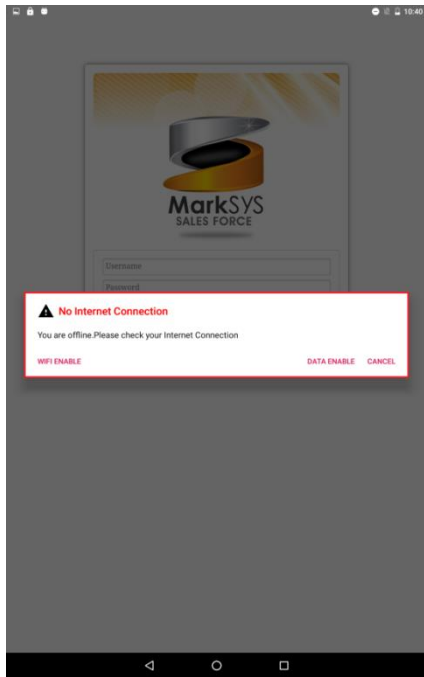 10:40
MarkSYS
SALES FORCE
Username
Password
No Internet Connection
You are offline.Please check your Internet Connection
WIFI ENABLE DATA ENABLE CANCEL